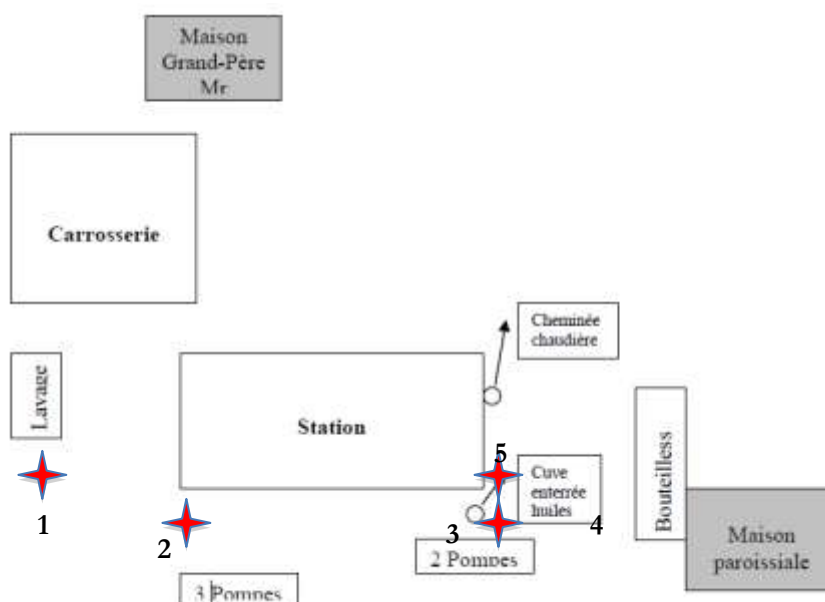 Maison
Grand-Père
Mr
Carrosserie
Cheminée
chaudière
Lavage
Station
5
Cuve
enterrée
huiles
Bouteilless
1
2
3
4
2 Pompes
Maison
paroissiale
3 Pompes